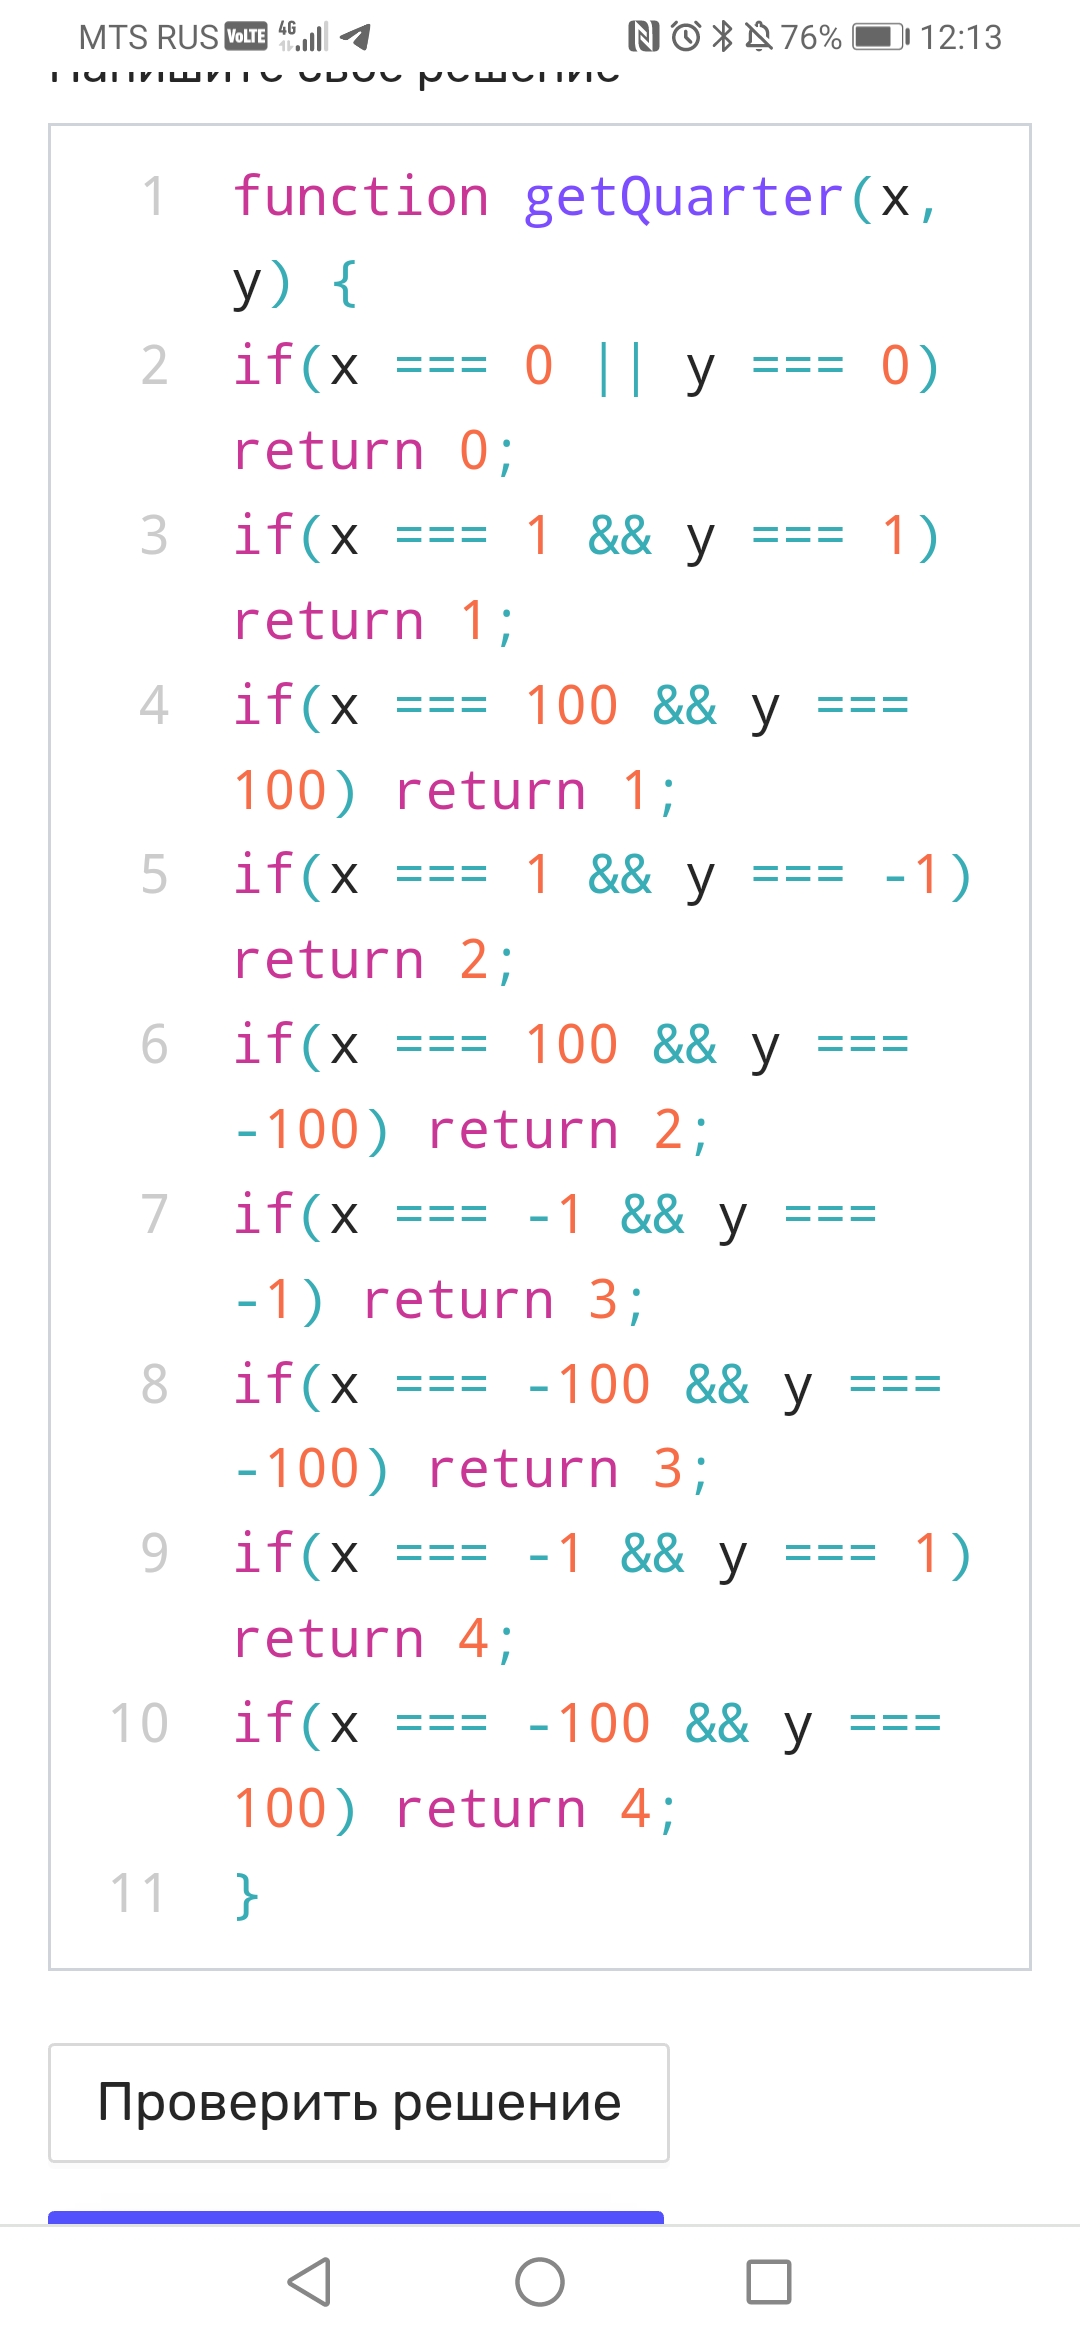 MTS RUS VoLTE 4G 76% 12:13
Напишите свое решение
1 function getQuarter(x,
y) {
2 if(x === 0 || y === 0)
return 0;
3 if(x === 1 && y === 1)
return 1;
4 if(x === 100 && y ===
100) return 1;
5 if(x === 1 && y === -1)
return 2;
6 if(x === 100 && y ===
-100) return 2;
7 if(x === -1 && y ===
-1) return 3;
8 if(x === -100 && y ===
-100) return 3;
9 if(x === -1 && y === 1)
return 4;
10 if(x === -100 && y ===
100) return 4;
11 }
Проверить решение